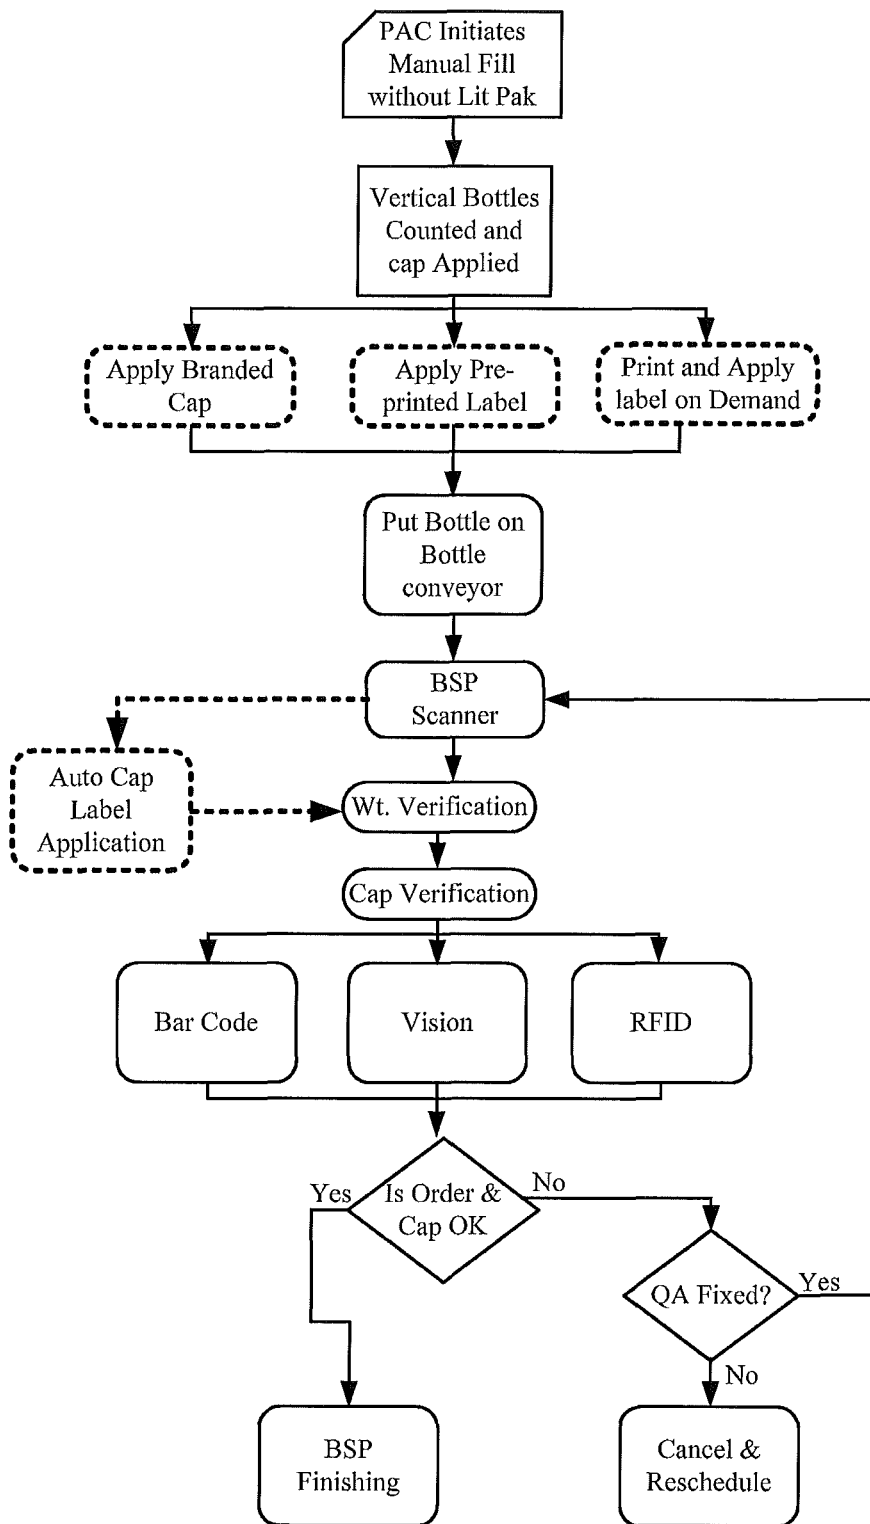 PAC Initiates
Manual Fill
without Lit Pak
Vertical Bottles
Counted and
cap Applied
Apply Branded
Cap
Apply Pre-
printed Label
Print and Apply
label on Demand
Put Bottle on
Bottle
conveyor
BSP
Scanner
Auto Cap
Label
Application
Wt. Verification
Cap Verification
Bar Code
Vision
RFID
Is Order &
Cap OK
Yes
No
QA Fixed?
Yes
No
BSP
Finishing
Cancel &
Reschedule